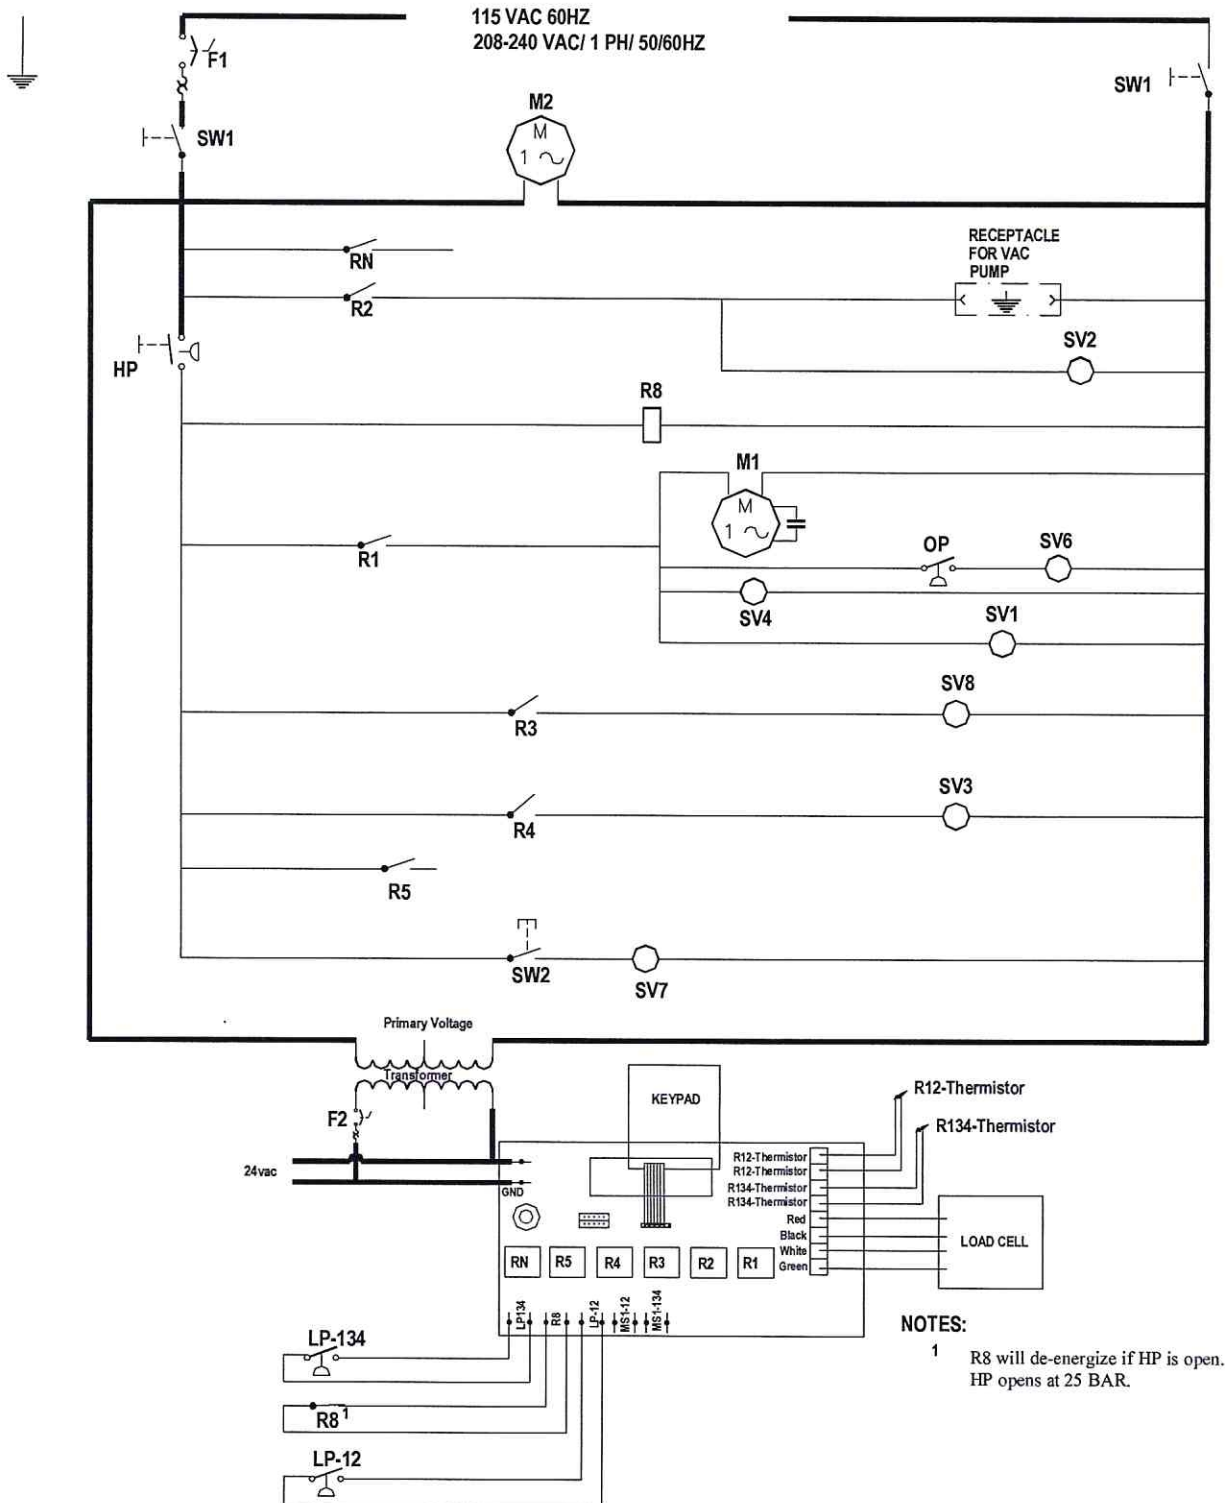 115 VAC 60HZ
208-240 VAC/ 1 PH/ 50/60HZ
F1
SW1
SW1
M2
M
1
RN
R2
RECEPTACLE
FOR VAC
PUMP
HP
SV2
R8
M1
M
1
R1
OP
SV6
SV4
SV1
SV8
R3
SV3
R4
R5
SW2
SV7
Primary Voltage
Transformer
F2
24vac
GND
KEYPAD
R12-Thermistor
R134-Thermistor
R12-Thermistor
R12-Thermistor
R134-Thermistor
R134-Thermistor
Red
Black
White
Green
LOAD CELL
RN
R5
R4
R3
R2
R1
LP134
R8
LP-12
MS1-12
MS1-134
LP-134
R8 1
LP-12
NOTES:
1 R8 will de-energize if HP is open.
HP opens at 25 BAR.